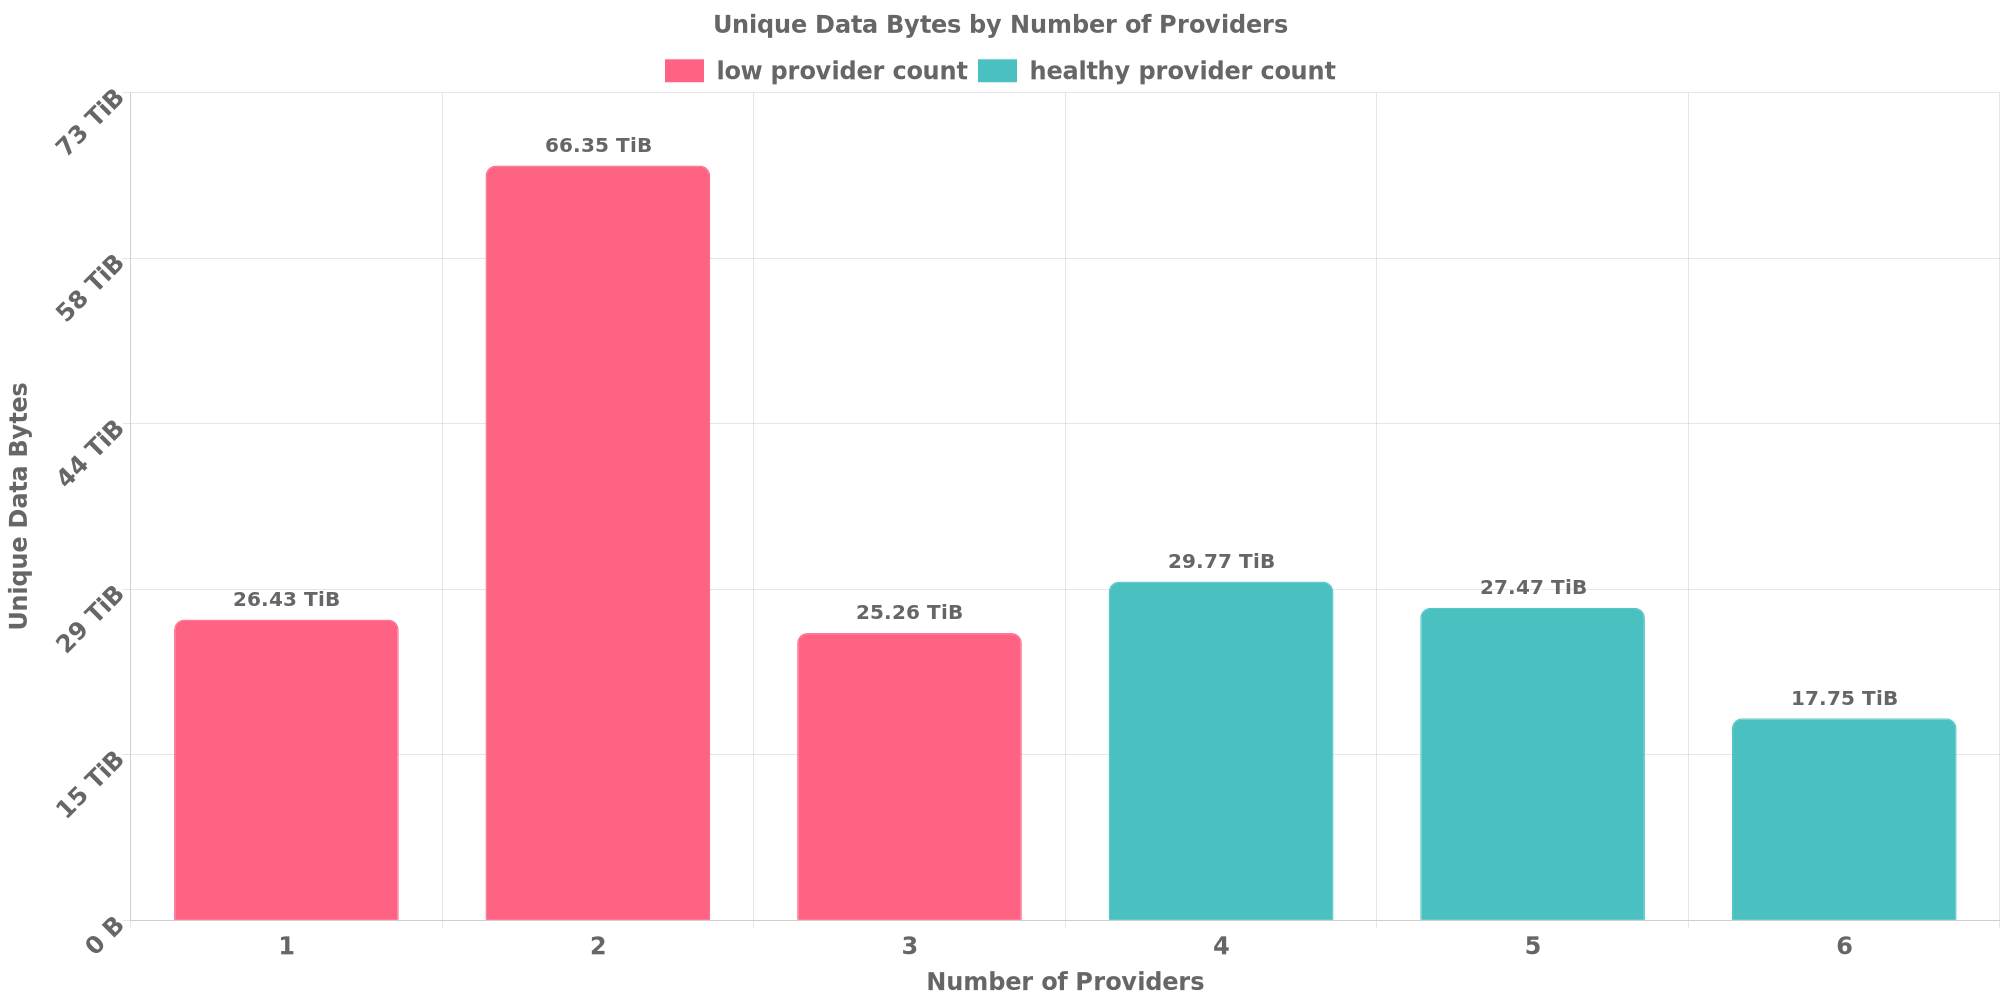 Unique Data Bytes by Number of Providers
low provider count healthy provider count
73 TiB
58 TiB
44 TiB
29 TiB
15 TiB
0 B
Unique Data Bytes
26.43 TiB
66.35 TiB
25.26 TiB
29.77 TiB
27.47 TiB
17.75 TiB
1 2 3 4 5 6
Number of Providers